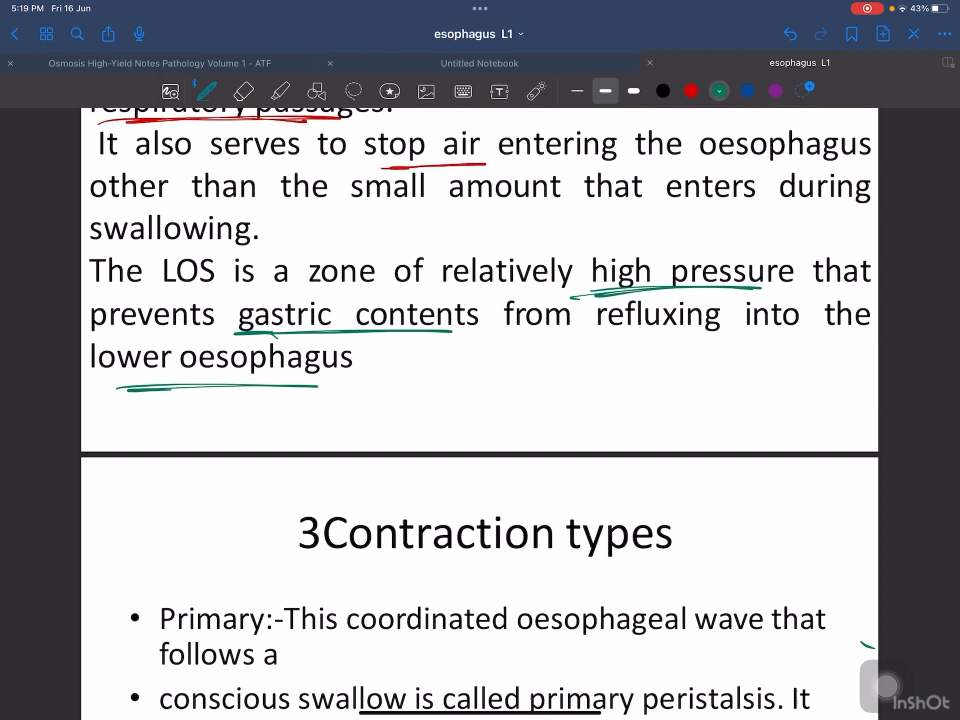 5:19 PM Fri 16 Jun
43%
esophagus L1
Osmosis High-Yield Notes Pathology Volume 1 - ATF
Untitled Notebook
esophagus L1
respiratory passages.
It also serves to stop air entering the oesophagus
other than the small amount that enters during
swallowing.
The LOS is a zone of relatively high pressure that
prevents gastric contents from refluxing into the
lower oesophagus
3Contraction types
• Primary:-This coordinated oesophageal wave that
follows a
• conscious swallow is called primary peristalsis. It
InShOt